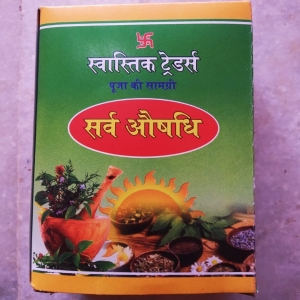 स्वास्तिक ट्रेडर्स
पूजा की सामग्री
सर्व औषधि